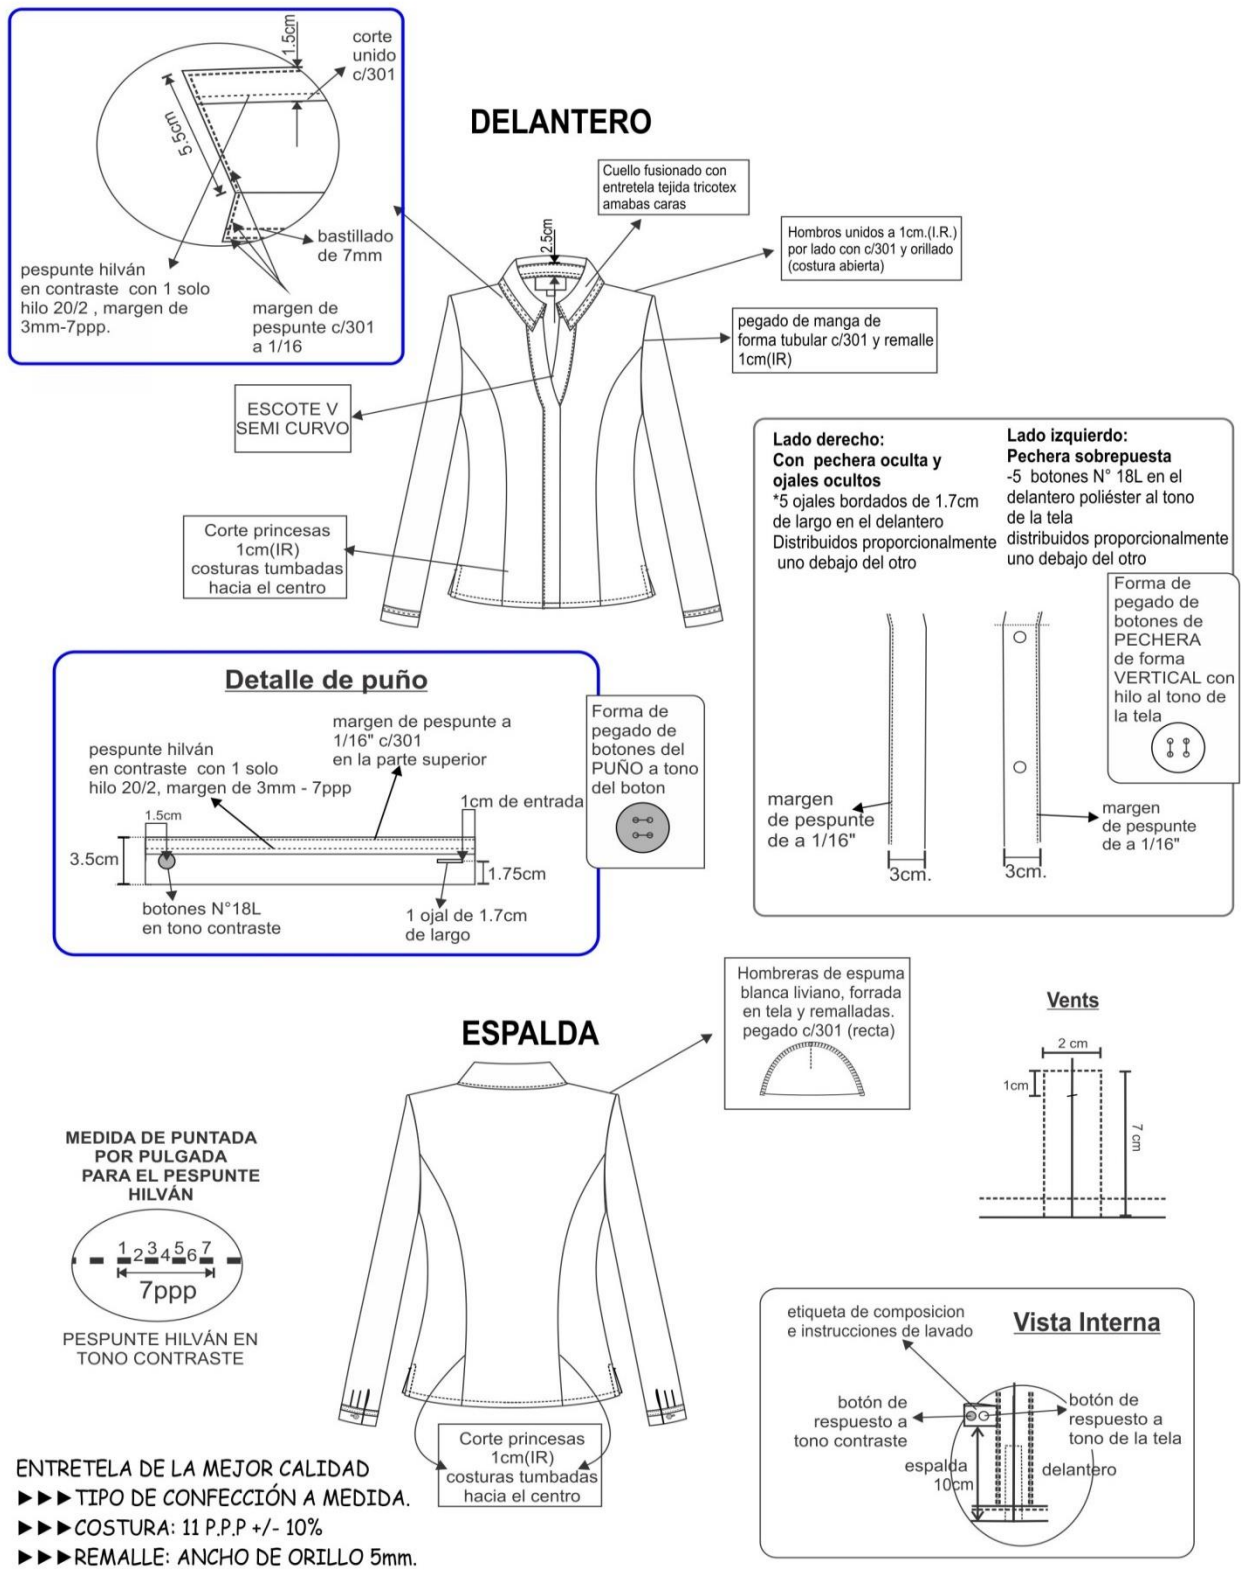 1.5cm
corte
unido
c/301
5.5cm
bastillado
de 7mm
pespunte hilván
en contraste con 1 solo
hilo 20/2 , margen de
3mm-7ppp.
margen de
pespunte c/301
a 1/16
DELANTERO
Cuello fusionado con
entretela tejida tricotex
amabas caras
2.5cm
Hombros unidos a 1cm.(I.R.)
por lado con c/301 y orillado
(costura abierta)
pegado de manga de
forma tubular c/301 y remalle
1cm(IR)
ESCOTE V
SEMI CURVO
Corte princesas
1cm(IR)
costuras tumbadas
hacia el centro
Lado derecho:
Con pechera oculta y
ojales ocultos
*5 ojales bordados de 1.7cm
de largo en el delantero
Distribuidos proporcionalmente
uno debajo del otro
Lado izquierdo:
Pechera sobrepuesta
-5 botones N° 18L en el
delantero poliéster al tono
de la tela
distribuidos proporcionalmente
uno debajo del otro
Forma de
pegado de
botones de
PECHERA
de forma
VERTICAL con
hilo al tono de
la tela
margen
de pespunte
de a 1/16"
3cm.
3cm.
margen
de pespunte
de a 1/16"
Detalle de puño
pespunte hilván
en contraste con 1 solo
hilo 20/2, margen de 3mm - 7ppp
margen de pespunte a
1/16" c/301
en la parte superior
1cm de entrada
1.5cm
3.5cm
1.75cm
botones N°18L
en tono contraste
1 ojal de 1.7cm
de largo
Forma de
pegado de
botones del
PUÑO a tono
del boton
Hombreras de espuma
blanca liviano, forrada
en tela y remalladas.
pegado c/301 (recta)
ESPALDA
Vents
2 cm
1cm
7 cm
MEDIDA DE PUNTADA
POR PULGADA
PARA EL PESPUNTE
HILVÁN
1 2 3 4 5 6 7
7ppp
PESPUNTE HILVÁN EN
TONO CONTRASTE
Corte princesas
1cm(IR)
costuras tumbadas
hacia el centro
etiqueta de composicion
e instrucciones de lavado
Vista Interna
botón de
respuesto a
tono contraste
botón de
respuesto a
tono de la tela
espalda
10cm
delantero
ENTRETELA DE LA MEJOR CALIDAD
►►►TIPO DE CONFECCIÓN A MEDIDA.
►►►COSTURA: 11 P.P.P +/- 10%
►►►REMALLE: ANCHO DE ORILLO 5mm.